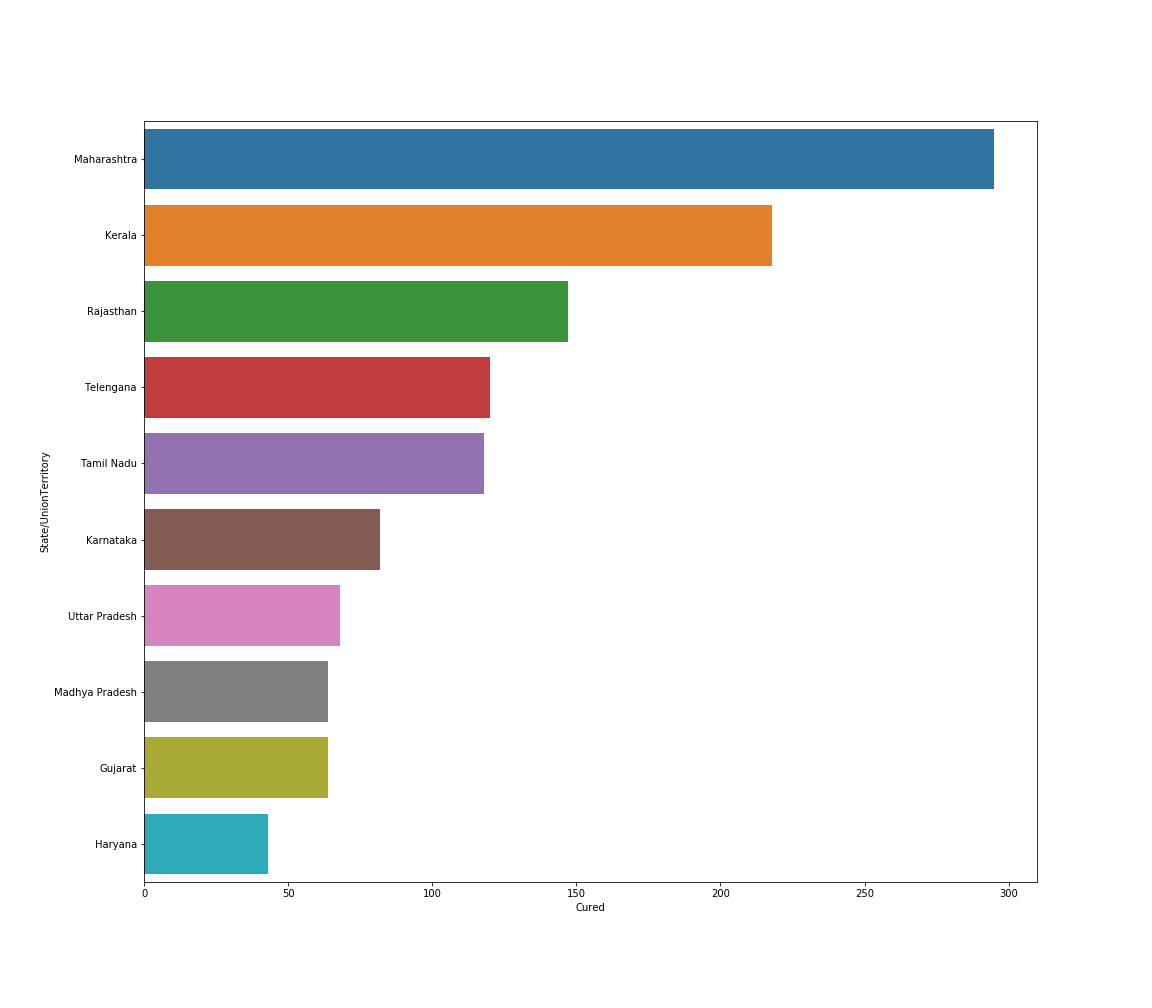 Maharashtra
Kerala
Rajasthan
Telengana
Tamil Nadu
Karnataka
Uttar Pradesh
Madhya Pradesh
Gujarat
Haryana
State/UnionTerritory
0 50 100 150 200 250 300
Cured